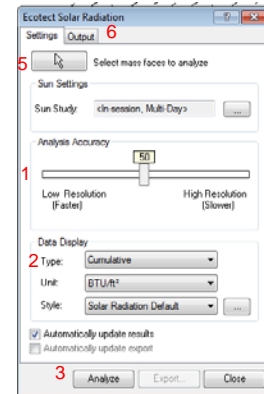 Ecotect Solar Radiation
Settings Output 6
5 Select mass faces to analyze
Sun Settings
Sun Study: <In-session, Multi-Day> ...
Analysis Accuracy
50
1
Low Resolution High Resolution
(Faster) (Slower)
Data Display
2 Type: Cumulative
Unit: BTU/ft²
Style: Solar Radiation Default ...
Automatically update results
Automatically update export
3 Analyze Export... Close